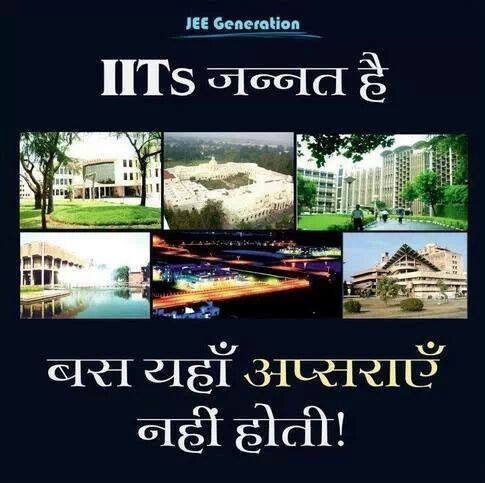 JEE Generation
IITs जन्नत है
बस यहाँ अप्सराएँ
नहीं होती!